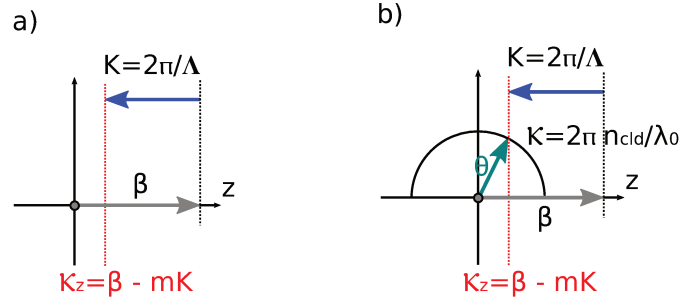 a)
K=2π/Λ
β
z
κz=β - mK
b)
K=2π/Λ
κ=2π ncld/λ0
θ
z
β
κz=β - mK